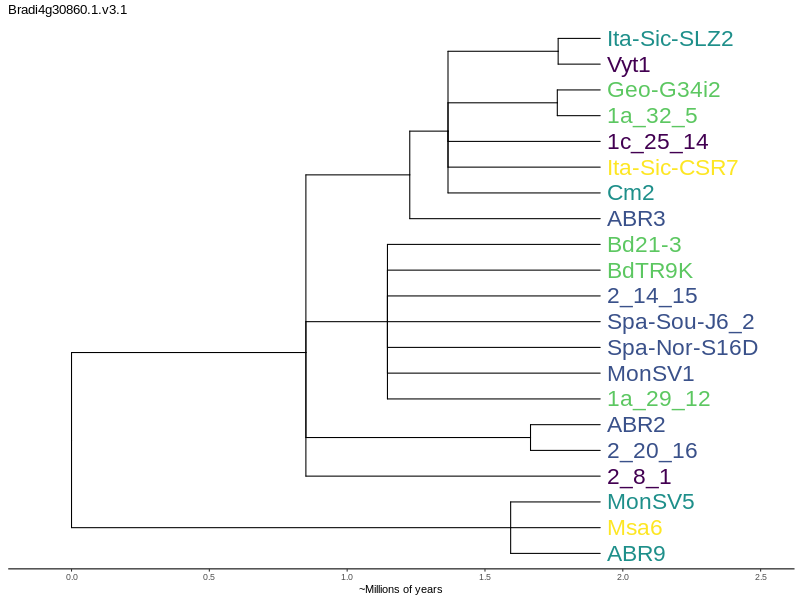 Bradi4g30860.1.v3.1
Ita-Sic-SLZ2
Vyt1
Geo-G34i2
1a_32_5
1c_25_14
Ita-Sic-CSR7
Cm2
ABR3
Bd21-3
BdTR9K
2_14_15
Spa-Sou-J6_2
Spa-Nor-S16D
MonSV1
1a_29_12
ABR2
2_20_16
2_8_1
MonSV5
Msa6
ABR9
0.0 0.5 1.0 1.5 2.0 2.5
~Millions of years